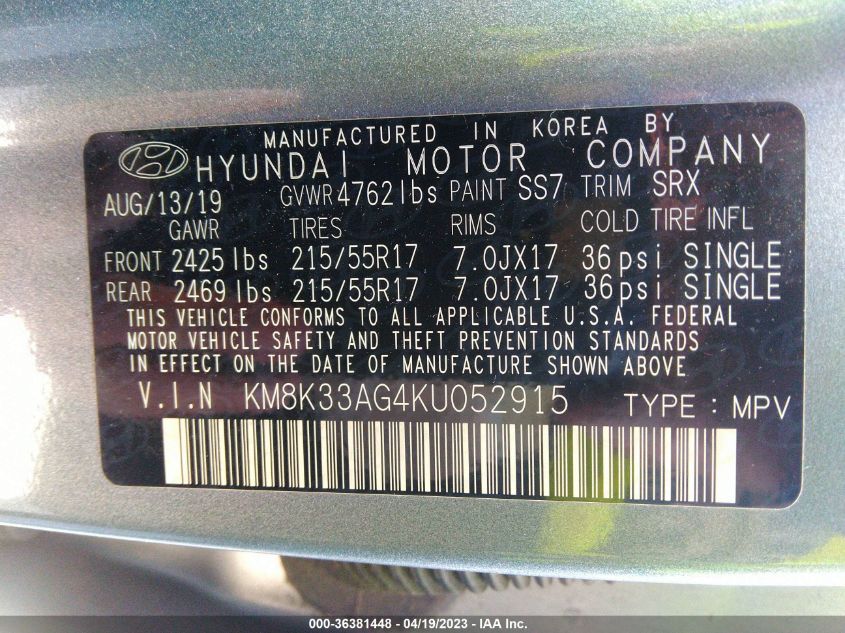 MANUFACTURED IN KOREA BY
HYUNDAI MOTOR COMPANY
AUG/13/19 GVWR 4762 lbs PAINT SS7 TRIM SRX
GAWR TIRES RIMS COLD TIRE INFL
FRONT 2425 lbs 215/55R17 7.0JX17 36 psi SINGLE
REAR 2469 lbs 215/55R17 7.0JX17 36 psi SINGLE
THIS VEHICLE CONFORMS TO ALL APPLICABLE U.S.A. FEDERAL
MOTOR VEHICLE SAFETY AND THEFT PREVENTION STANDARDS
IN EFFECT ON THE DATE OF MANUFACTURE SHOWN ABOVE
V.I.N KM8K33AG4KU052915 TYPE : MPV
000-36381448 - 04/19/2023 - IAA Inc.